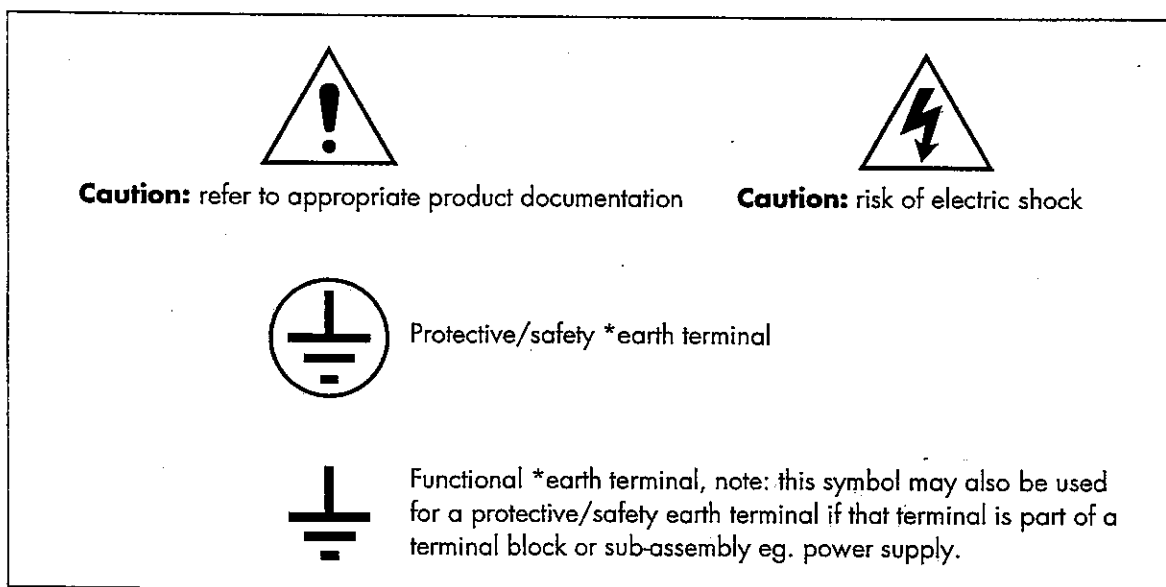 Caution: refer to appropriate product documentation
Caution: risk of electric shock
Protective/safety *earth terminal
Functional *earth terminal, note: this symbol may also be used
for a protective/safety earth terminal if that terminal is part of a
terminal block or sub-assembly eg. power supply.